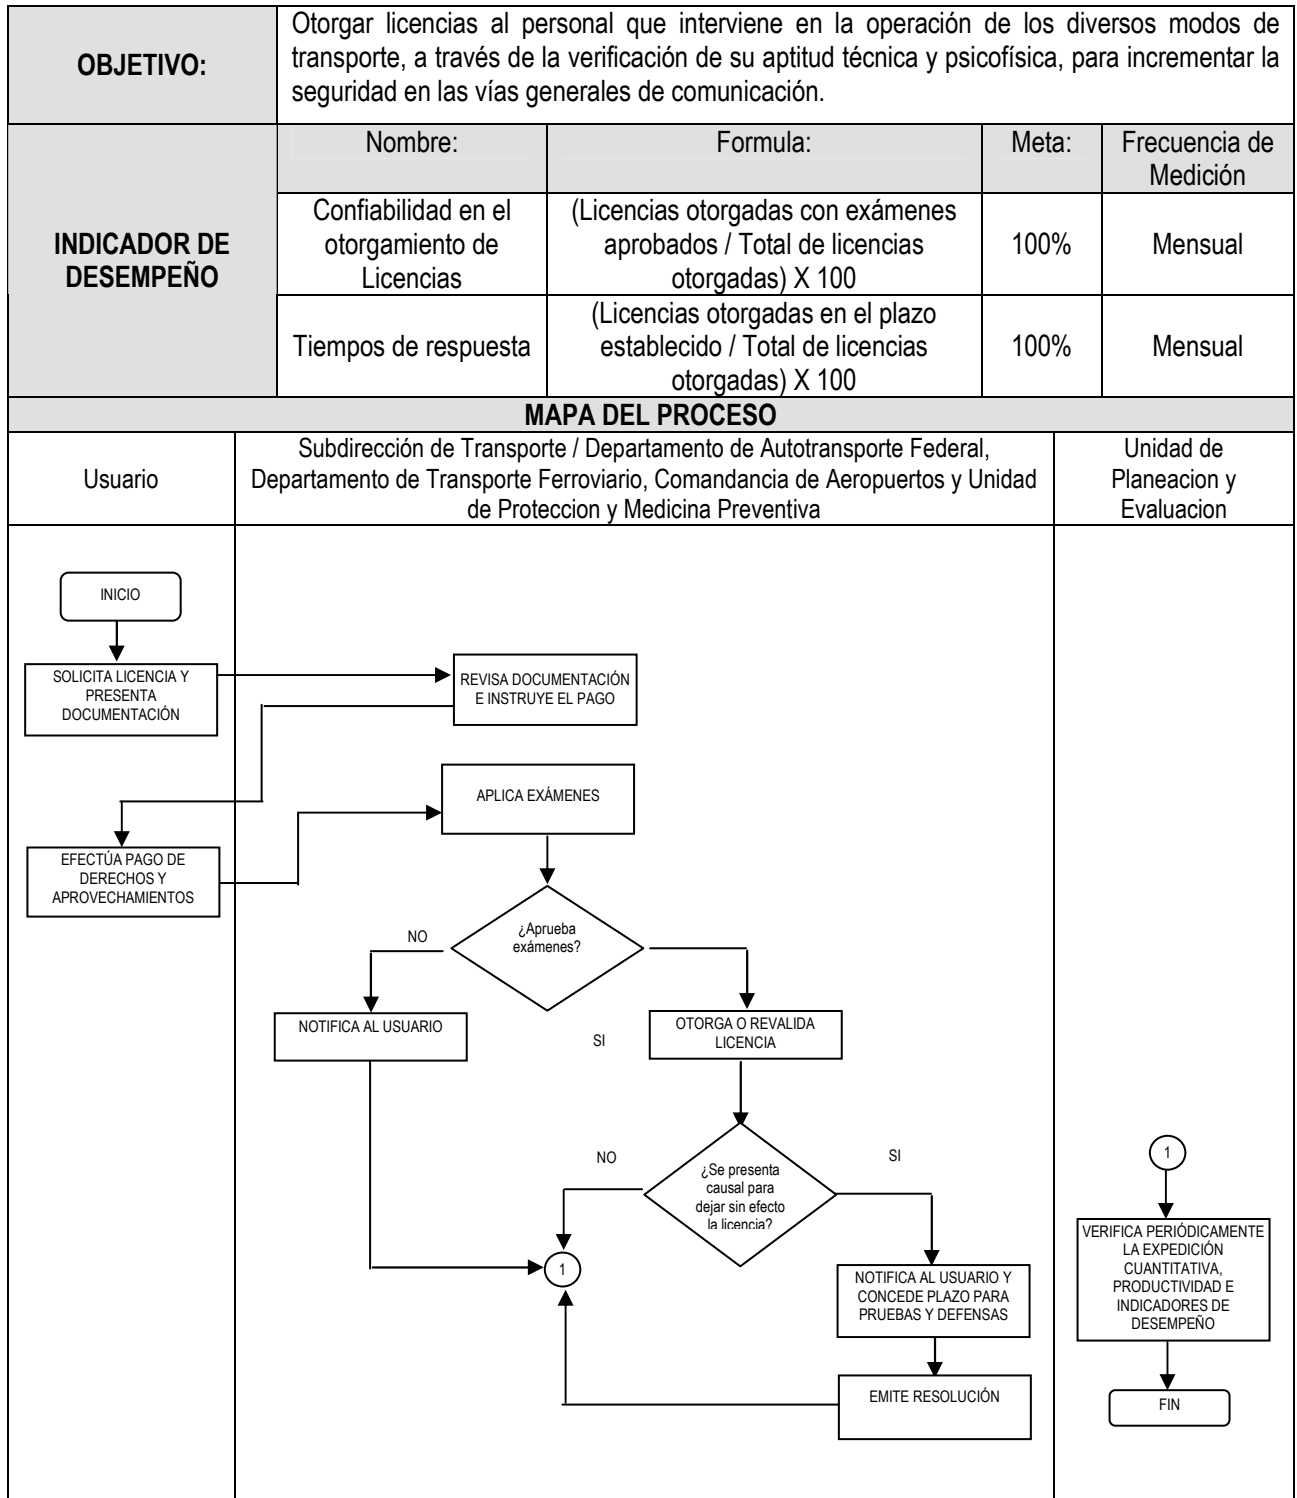 OBJETIVO:
Otorgar licencias al personal que interviene en la operación de los diversos modos de
transporte, a través de la verificación de su aptitud técnica y psicofísica, para incrementar la
seguridad en las vías generales de comunicación.
INDICADOR DE
DESEMPEÑO
Nombre:
Formula:
Meta:
Frecuencia de
Medición
Confiabilidad en el
otorgamiento de
Licencias
(Licencias otorgadas con exámenes
aprobados / Total de licencias
otorgadas) X 100
100%
Mensual
Tiempos de respuesta
(Licencias otorgadas en el plazo
establecido / Total de licencias
otorgadas) X 100
100%
Mensual
MAPA DEL PROCESO
Usuario
Subdirección de Transporte / Departamento de Autotransporte Federal,
Departamento de Transporte Ferroviario, Comandancia de Aeropuertos y Unidad
de Proteccion y Medicina Preventiva
Unidad de
Planeacion y
Evaluacion
INICIO
SOLICITA LICENCIA Y
PRESENTA
DOCUMENTACIÓN
REVISA DOCUMENTACIÓN
E INSTRUYE EL PAGO
EFECTÚA PAGO DE
DERECHOS Y
APROVECHAMIENTOS
APLICA EXÁMENES
¿Aprueba
exámenes?
NO
NOTIFICA AL USUARIO
SI
OTORGA O REVALIDA
LICENCIA
¿Se presenta
causal para
dejar sin efecto
la licencia?
NO
SI
1
NOTIFICA AL USUARIO Y
CONCEDE PLAZO PARA
PRUEBAS Y DEFENSAS
EMITE RESOLUCIÓN
1
VERIFICA PERIÓDICAMENTE
LA EXPEDICIÓN
CUANTITATIVA,
PRODUCTIVIDAD E
INDICADORES DE
DESEMPEÑO
FIN